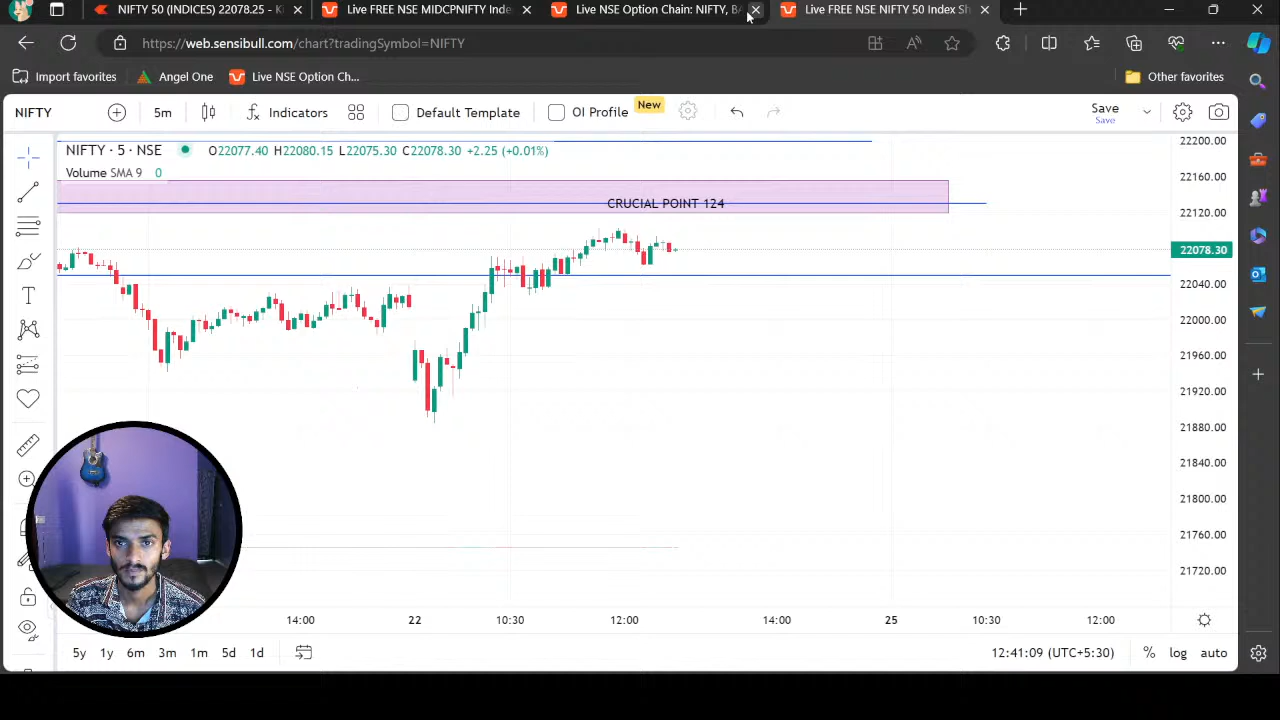 NIFTY 50 (INDICES) 22078.25 - Ki
Live FREE NSE MIDCPNIFTY Inde
Live NSE Option Chain: NIFTY, BA
Live FREE NSE NIFTY 50 Index Sh
https://web.sensibull.com/chart?tradingSymbol=NIFTY
Import favorites
Angel One
Live NSE Option Ch...
Other favorites
NIFTY
5m
Indicators
Default Template
OI Profile
New
Save
Save
NIFTY · 5 · NSE
O22077.40 H22080.15 L22075.30 C22078.30 +2.25 (+0.01%)
Volume SMA 9 0
CRUCIAL POINT 124
22200.00
22160.00
22120.00
22078.30
22040.00
22000.00
21960.00
21920.00
21880.00
21840.00
21800.00
21760.00
21720.00
14:00
22
10:30
12:00
14:00
25
10:30
12:00
5y
1y
6m
3m
1m
5d
1d
12:41:09 (UTC+5:30)
%
log
auto